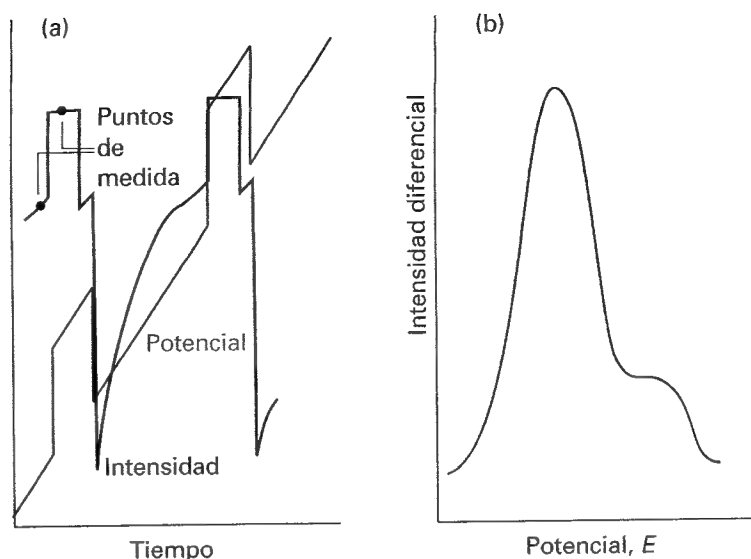 (a)
Puntos
de
medida
Potencial
Intensidad
Tiempo
(b)
Intensidad diferencial
Potencial, E